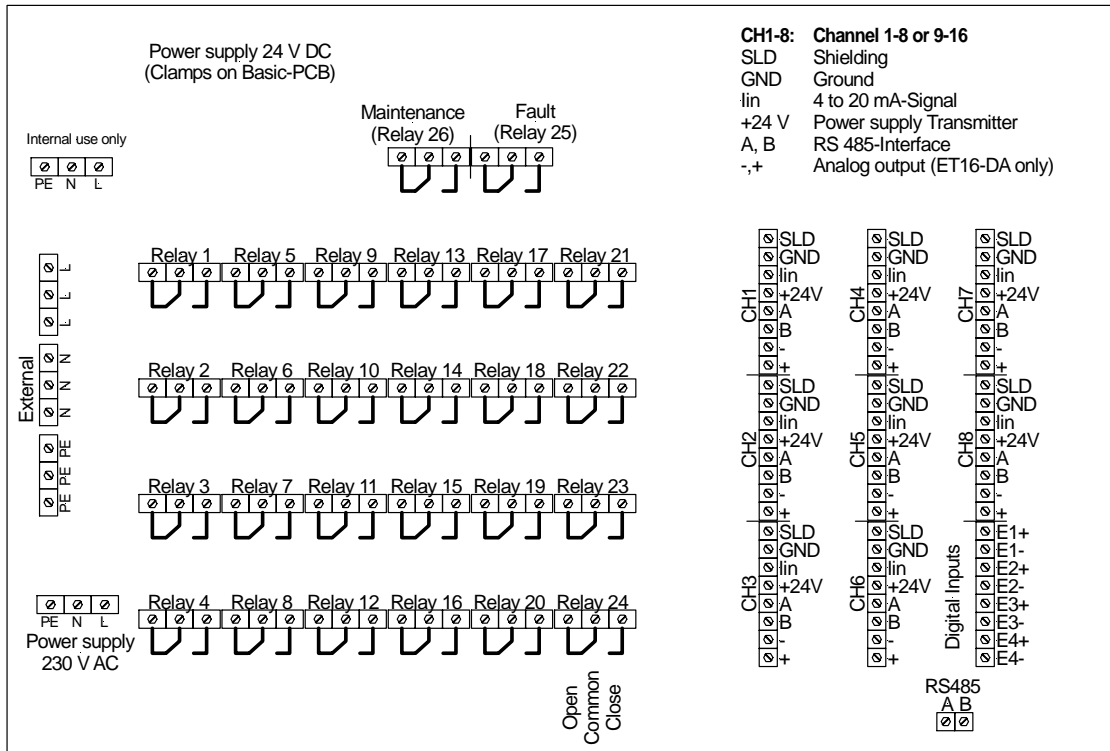 Power supply 24 V DC
(Clamps on Basic-PCB)
CH1-8: Channel 1-8 or 9-16
SLD Shielding
GND Ground
Iin 4 to 20 mA-Signal
+24 V Power supply Transmitter
A, B RS 485-Interface
-,+ Analog output (ET16-DA only)
Maintenance
(Relay 26)
Fault
(Relay 25)
Internal use only
PE N L
Relay 1 Relay 5 Relay 9 Relay 13 Relay 17 Relay 21
Relay 2 Relay 6 Relay 10 Relay 14 Relay 18 Relay 22
Relay 3 Relay 7 Relay 11 Relay 15 Relay 19 Relay 23
Relay 4 Relay 8 Relay 12 Relay 16 Relay 20 Relay 24
Open
Common
Close
External
L
L
L
N
N
N
PE
PE
PE
PE N L
Power supply
230 V AC
CH1
SLD
GND
Iin
+24V
A
B
-
+
CH2
SLD
GND
Iin
+24V
A
B
-
+
CH3
SLD
GND
Iin
+24V
A
B
-
+
CH4
SLD
GND
Iin
+24V
A
B
-
+
CH5
SLD
GND
Iin
+24V
A
B
-
+
CH6
SLD
GND
Iin
+24V
A
B
-
+
CH7
SLD
GND
Iin
+24V
A
B
-
+
CH8
SLD
GND
Iin
+24V
A
B
-
+
Digital Inputs
E1+
E1-
E2+
E2-
E3+
E3-
E4+
E4-
RS485
A B